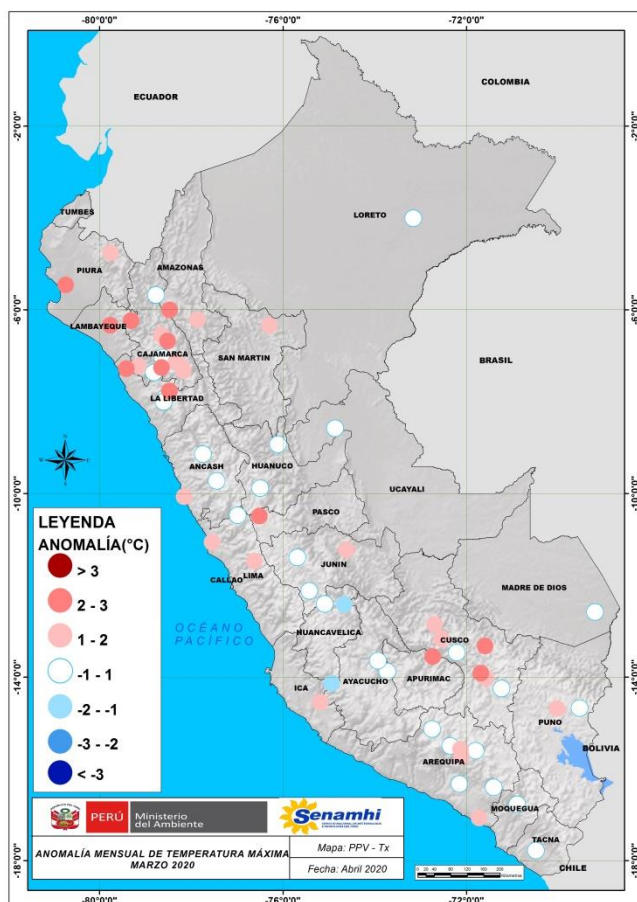 -80°0'0"
-76°0'0"
-72°0'0"
ECUADOR
COLOMBIA
-2°0'0"
-2°0'0"
TUMBES
LORETO
PIURA
AMAZONAS
-6°0'0"
-6°0'0"
LAMBAYEQUE
CAJAMARCA
SAN MARTIN
BRASIL
LA LIBERTAD
N
W
E
S
ANCASH
HUANUCO
UCAYALI
-10°0'0"
-10°0'0"
PASCO
LEYENDA
ANOMALÍA(°C)
> 3
2 - 3
1 - 2
-1 - 1
-2 - -1
-3 - -2
< -3
JUNIN
CALLAO
LIMA
MADRE DE DIOS
OCÉANO
PACÍFICO
HUANCAVELICA
CUSCO
-14°0'0"
-14°0'0"
ICA
AYACUCHO
APURIMAC
PUNO
BOLIVIA
AREQUIPA
MOQUEGUA
TACNA
CHILE
PERÚ
Ministerio
del Ambiente
Senamhi
ANOMALÍA MENSUAL DE TEMPERATURA MÁXIMA
MARZO 2020
Mapa: PPV - Tx
Fecha: Abril 2020
-18°0'0"
-18°0'0"
-80°0'0"
-76°0'0"
-72°0'0"